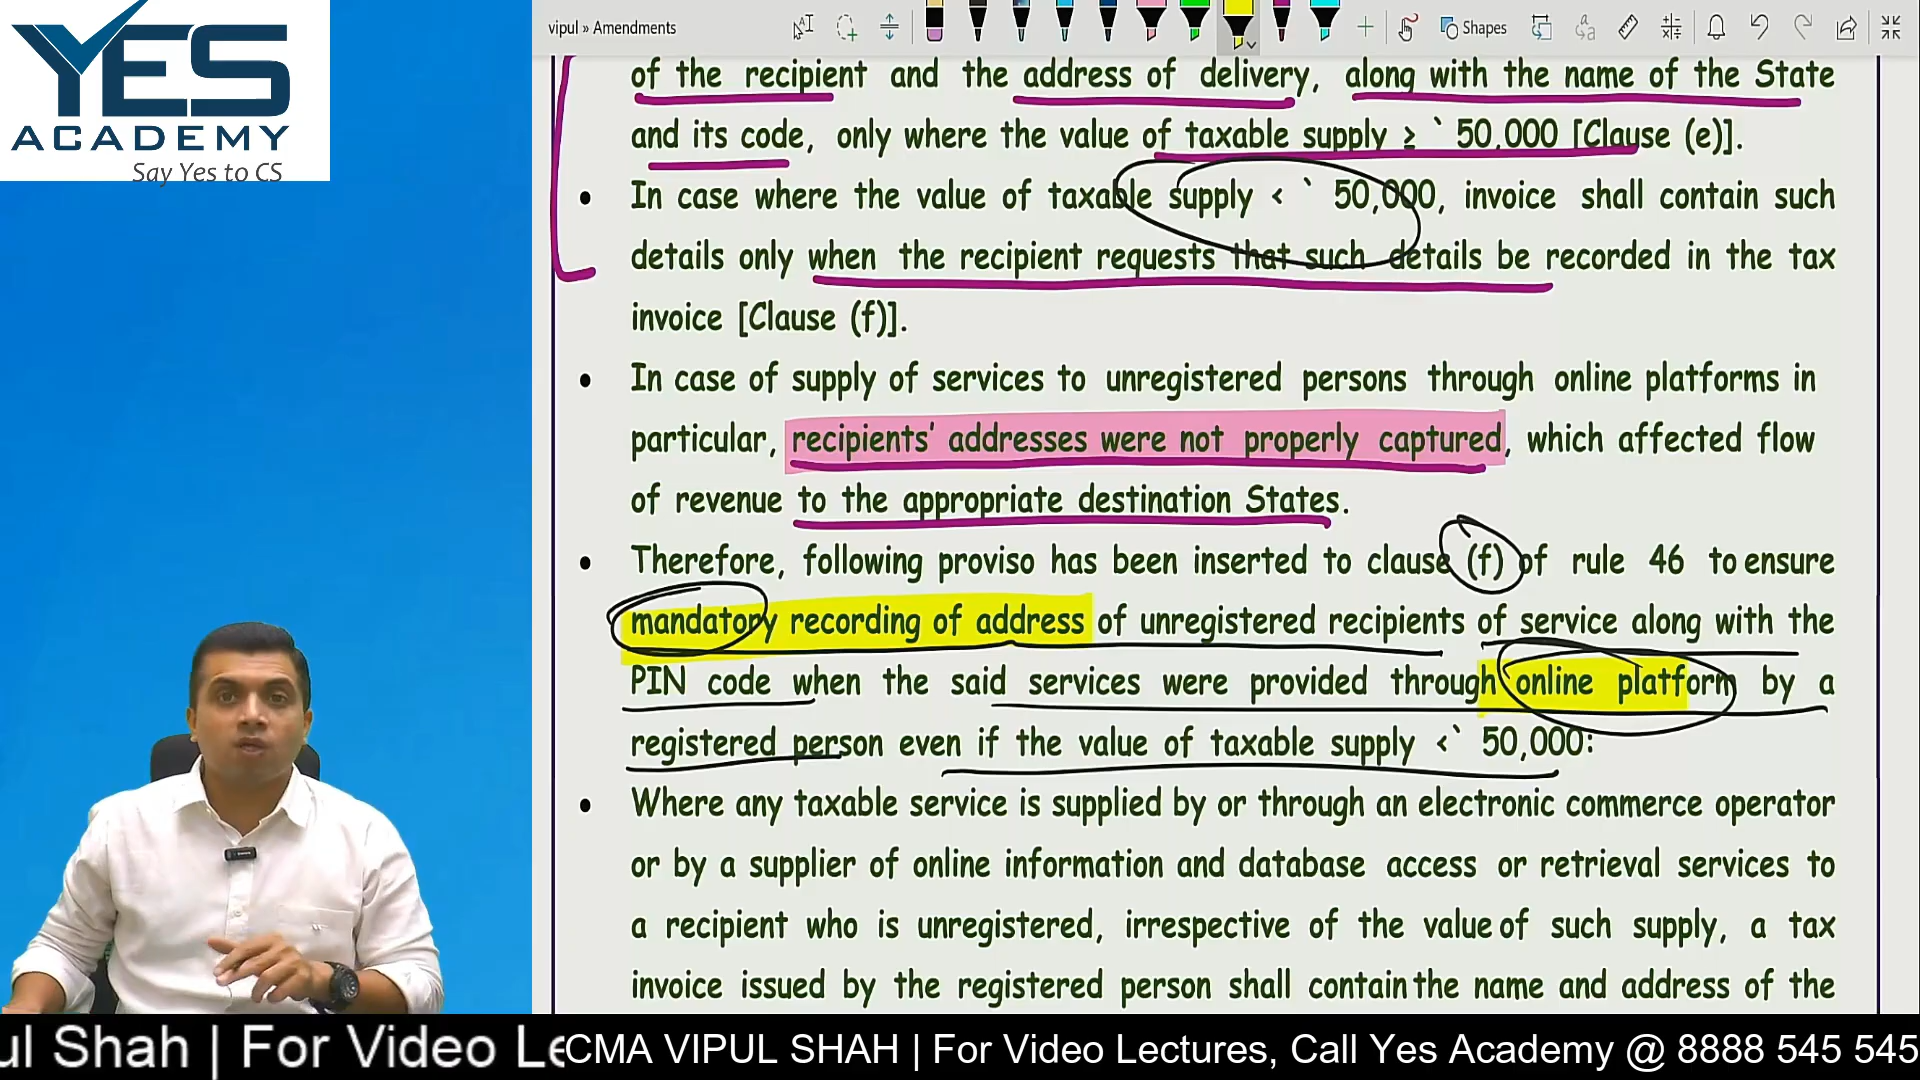 YES
ACADEMY
Say Yes to CS
vipul » Amendments
Shapes
of the recipient and the address of delivery, along with the name of the State
and its code, only where the value of taxable supply ≥ ` 50,000 [Clause (e)].
• In case where the value of taxable supply < ` 50,000, invoice shall contain such
details only when the recipient requests that such details be recorded in the tax
invoice [Clause (f)].
• In case of supply of services to unregistered persons through online platforms in
particular, recipients' addresses were not properly captured, which affected flow
of revenue to the appropriate destination States.
• Therefore, following proviso has been inserted to clause (f) of rule 46 to ensure
mandatory recording of address of unregistered recipients of service along with the
PIN code when the said services were provided through online platform by a
registered person even if the value of taxable supply <` 50,000:
• Where any taxable service is supplied by or through an electronic commerce operator
or by a supplier of online information and database access or retrieval services to
a recipient who is unregistered, irrespective of the value of such supply, a tax
invoice issued by the registered person shall contain the name and address of the
ul Shah | For Video Le
CMA VIPUL SHAH | For Video Lectures, Call Yes Academy @ 8888 545 545